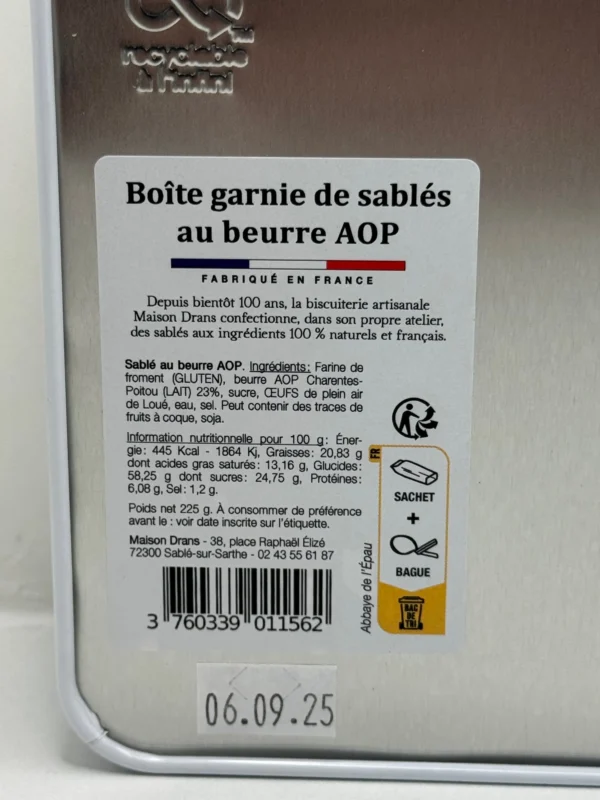 recyclable
à l'infini
Boîte garnie de sablés
au beurre AOP
FABRIQUÉ EN FRANCE
Depuis bientôt 100 ans, la biscuiterie artisanale
Maison Drans confectionne, dans son propre atelier,
des sablés aux ingrédients 100 % naturels et français.
Sablé au beurre AOP. Ingrédients: Farine de
froment (GLUTEN), beurre AOP Charentes-
Poitou (LAIT) 23%, sucre, ŒUFS de plein air
de Loué, eau, sel. Peut contenir des traces de
fruits à coque, soja.
Information nutritionnelle pour 100 g: Éner-
gie: 445 Kcal - 1864 Kj, Graisses: 20,83 g
dont acides gras saturés: 13,16 g, Glucides:
58,25 g dont sucres: 24,75 g, Protéines:
6,08 g, Sel: 1,2 g.
Poids net 225 g. À consommer de préférence
avant le : voir date inscrite sur l'étiquette.
Maison Drans - 38, place Raphaël Élizé
72300 Sablé-sur-Sarthe - 02 43 55 61 87
3 760339 011562
Abbaye de l'Épau
FR
SACHET
+
BAGUE
BAC
DE
TRI
06.09.25